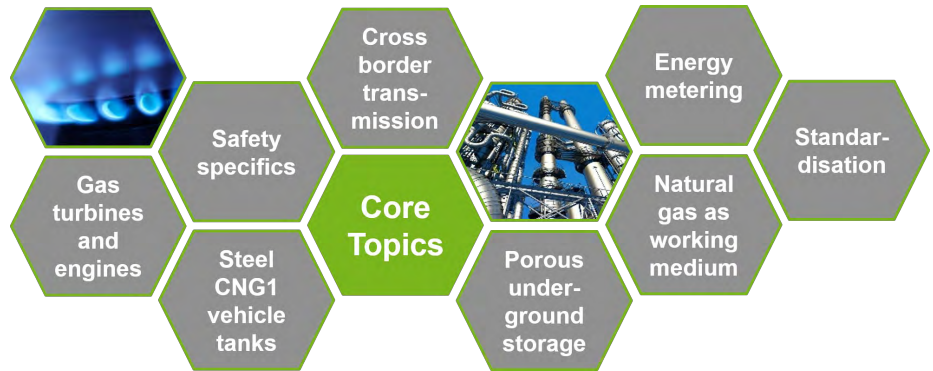 Cross
border
trans-
mission
Energy
metering
Safety
specifics
Standar-
disation
Gas
turbines
and
engines
Core
Topics
Natural
gas as
working
medium
Steel
CNG1
vehicle
tanks
Porous
under-
ground
storage